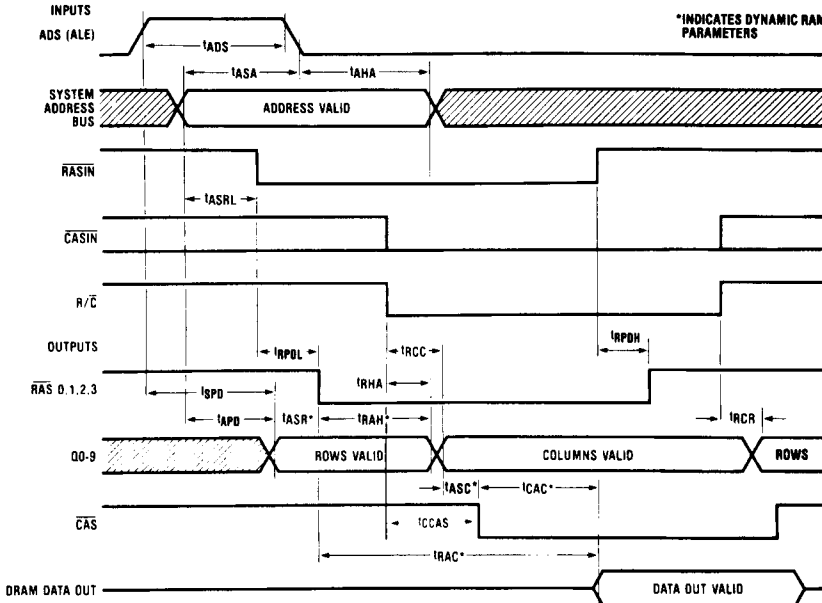 INPUTS
*INDICATES DYNAMIC RAM
PARAMETERS
ADS (ALE)
tADS
tASA
tAHA
SYSTEM
ADDRESS
BUS
ADDRESS VALID
RASIN
tASRL
CASIN
R/C
OUTPUTS
tRPDL
tRCC
tRPDH
RAS 0,1,2,3
tSPD
tRHA
tAPD
tASR*
tRAH*
tRCR
Q0-9
ROWS VALID
COLUMNS VALID
ROWS
tASC*
tCAC*
CAS
tCCAS
tRAC*
DRAM DATA OUT
DATA OUT VALID